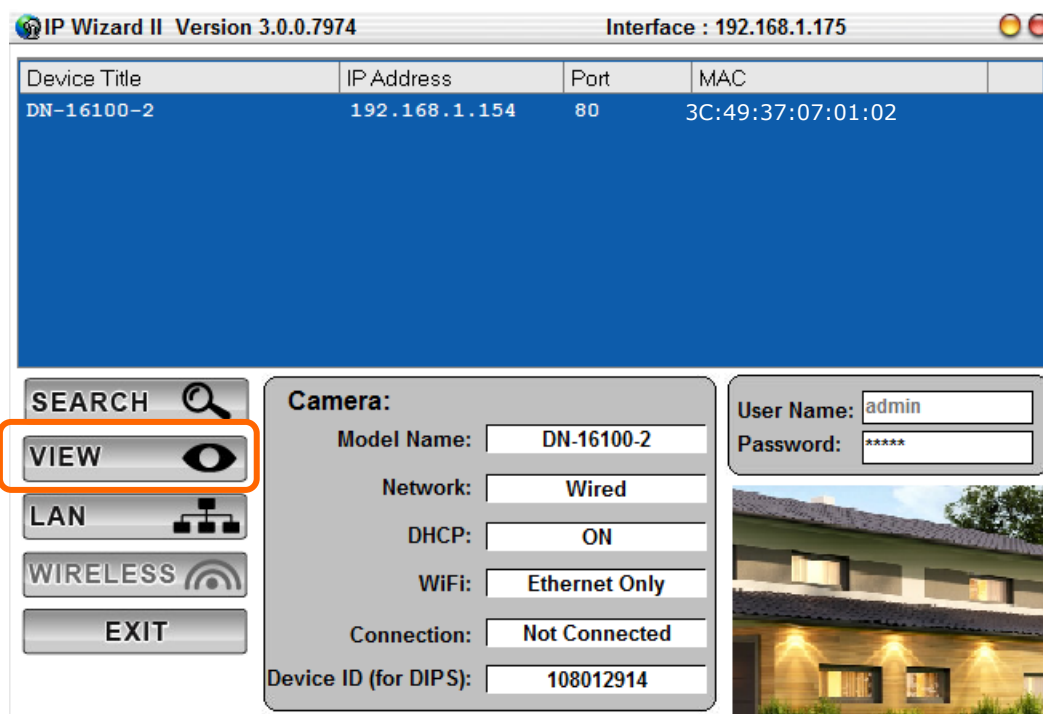 IP Wizard II Version 3.0.0.7974 Interface : 192.168.1.175
Device Title IP Address Port MAC
DN-16100-2 192.168.1.154 80 3C:49:37:07:01:02
SEARCH
VIEW
LAN
WIRELESS
EXIT
Camera:
Model Name: DN-16100-2
Network: Wired
DHCP: ON
WiFi: Ethernet Only
Connection: Not Connected
Device ID (for DIPS): 108012914
User Name: admin
Password: *****